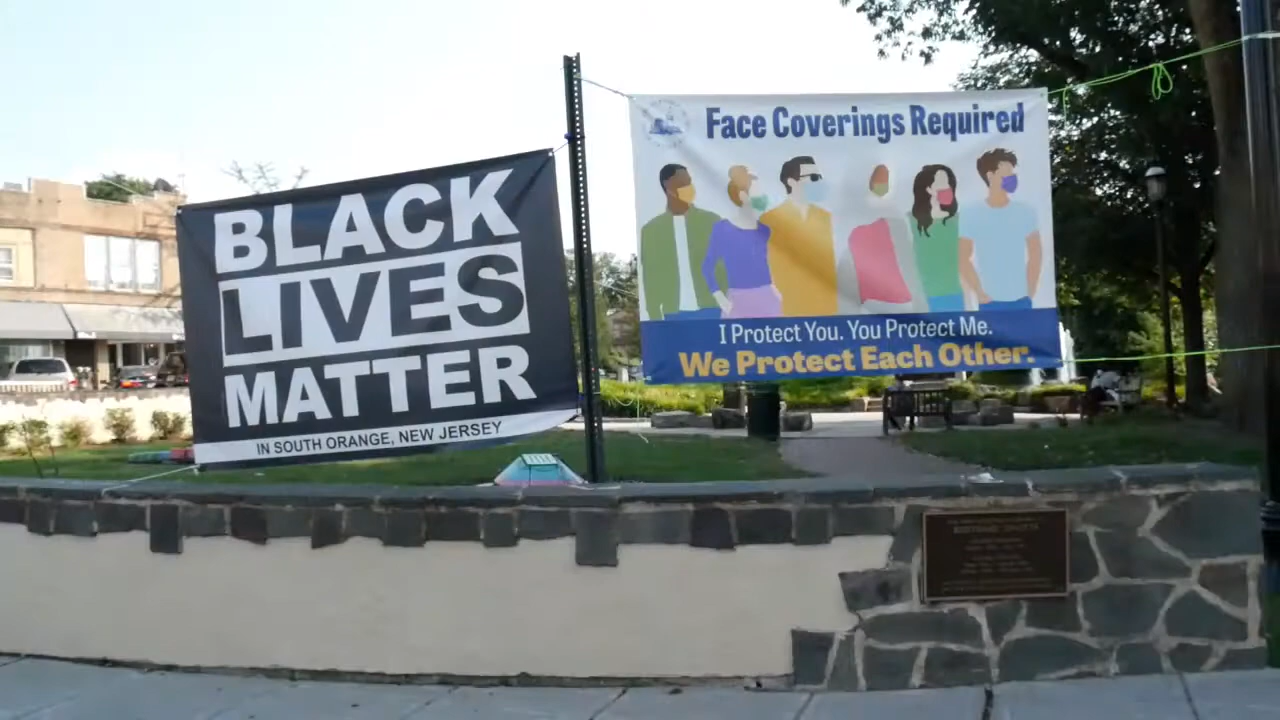 BLACK
LIVES
MATTER
IN SOUTH ORANGE, NEW JERSEY
Face Coverings Required
I Protect You. You Protect Me.
We Protect Each Other.